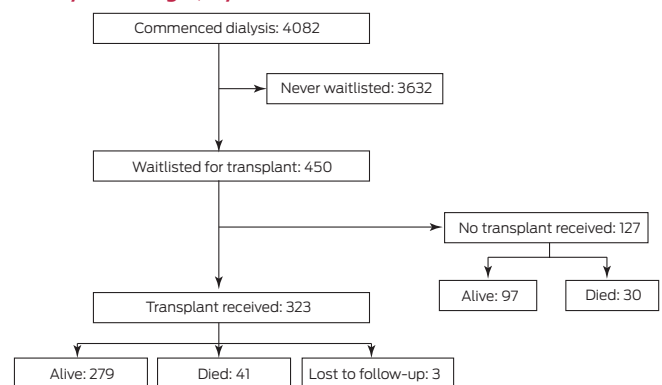 Commenced dialysis: 4082
Never waitlisted: 3632
Waitlisted for transplant: 450
No transplant received: 127
Alive: 97
Died: 30
Transplant received: 323
Alive: 279
Died: 41
Lost to follow-up: 3